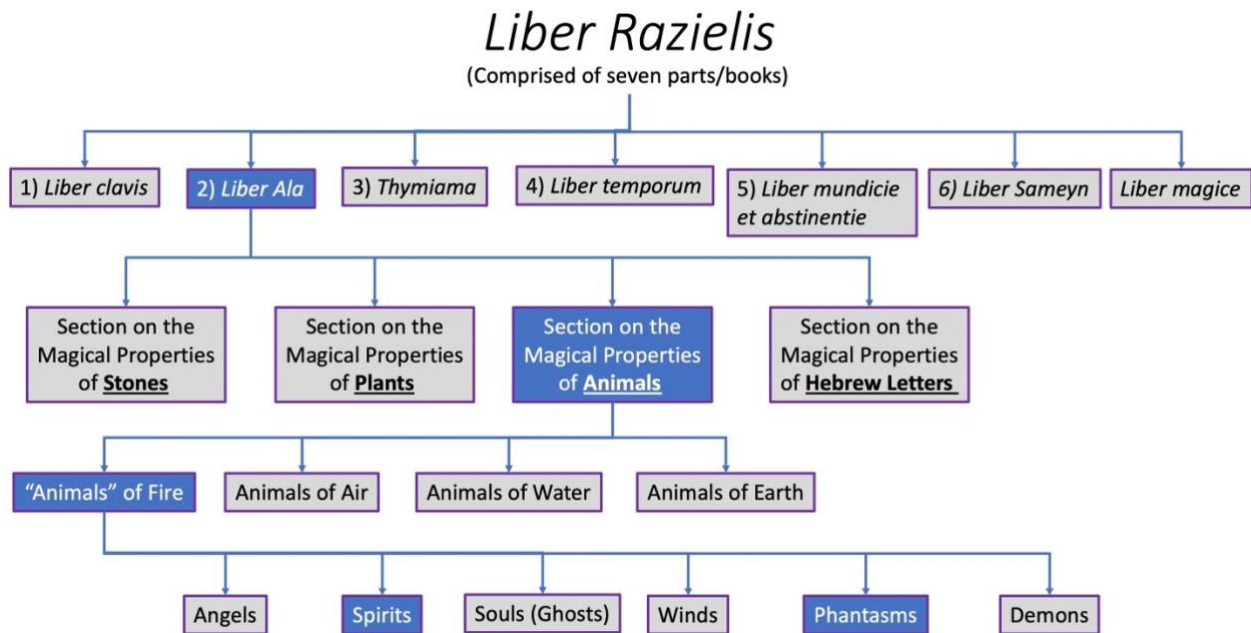 Liber Razielis
(Comprised of seven parts/books)
1) Liber clavis
2) Liber Ala
3) Thymiama
4) Liber temporum
5) Liber mundicie
et abstinentie
6) Liber Sameyn
Liber magice
Section on the
Magical Properties
of Stones
Section on the
Magical Properties
of Plants
Section on the
Magical Properties
of Animals
Section on the
Magical Properties
of Hebrew Letters
“Animals” of Fire
Animals of Air
Animals of Water
Animals of Earth
Angels
Spirits
Souls (Ghosts)
Winds
Phantasms
Demons